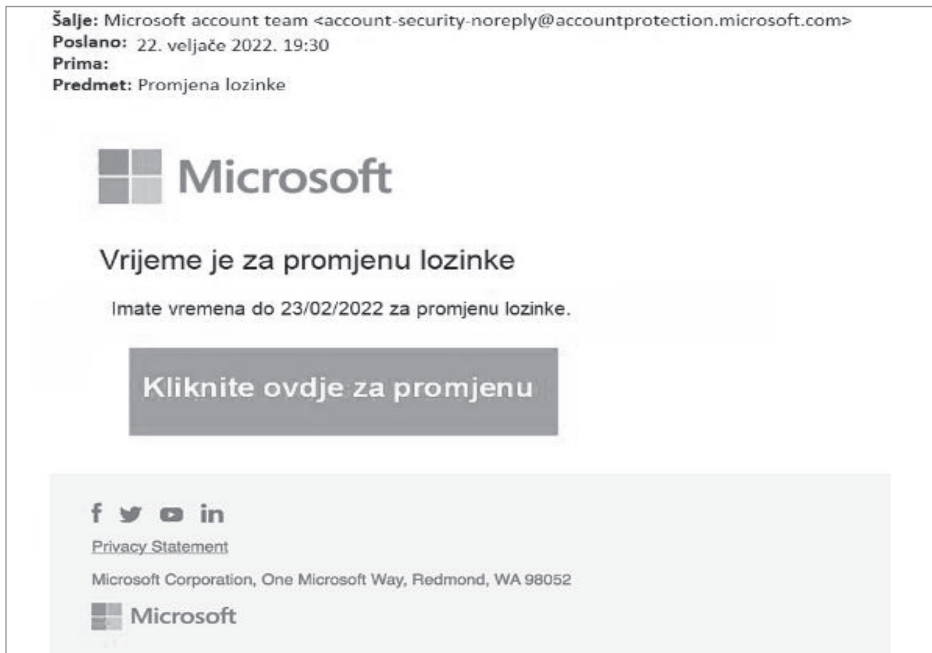 Šalje: Microsoft account team <account-security-noreply@accountprotection.microsoft.com>
Poslano: 22. veljače 2022. 19:30
Prima:
Predmet: Promjena lozinke
Microsoft
Vrijeme je za promjenu lozinke
Imate vremena do 23/02/2022 za promjenu lozinke.
Kliknite ovdje za promjenu
f in
Privacy Statement
Microsoft Corporation, One Microsoft Way, Redmond, WA 98052
Microsoft